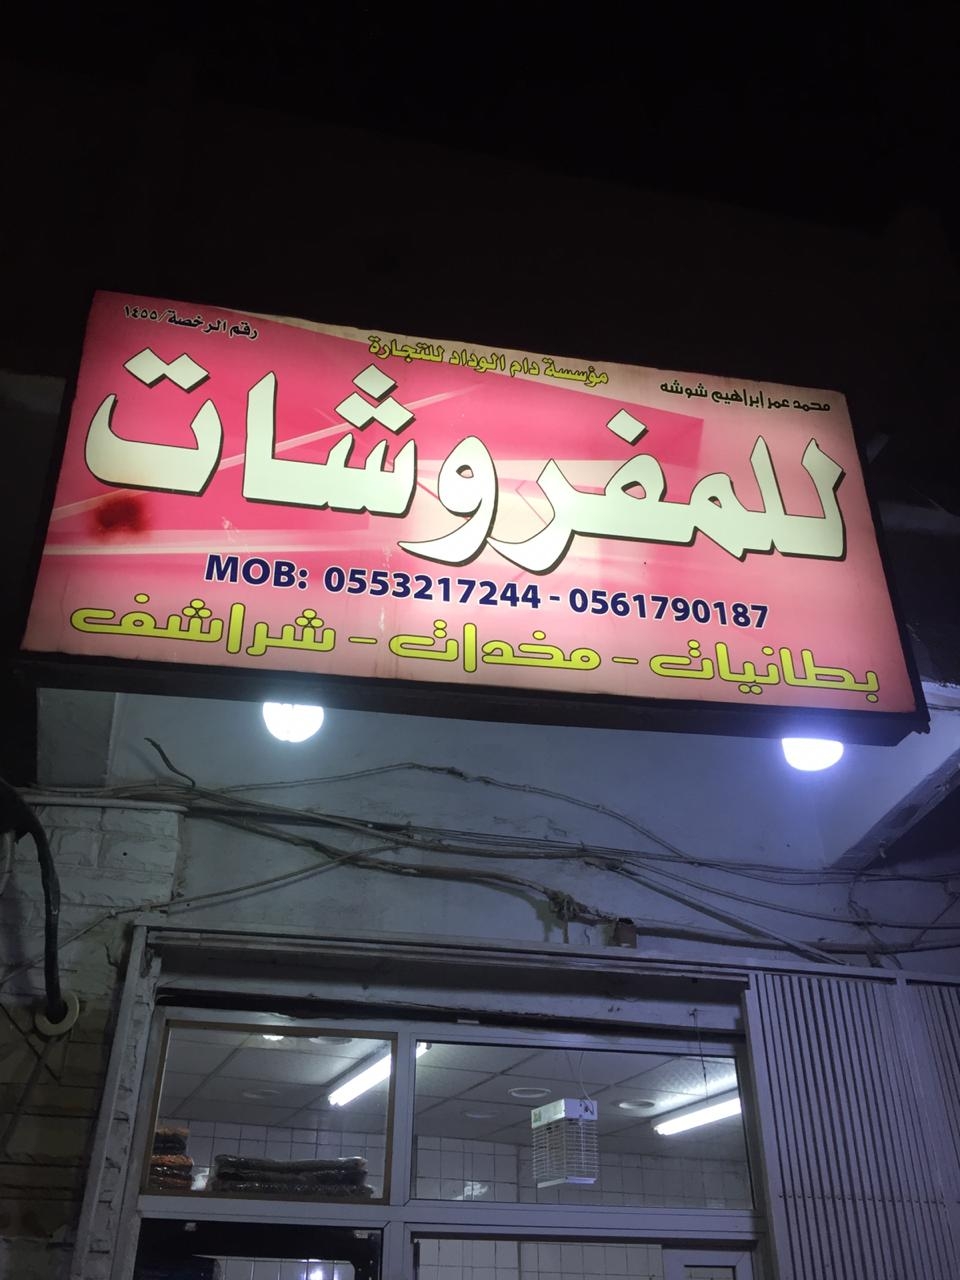 محمد عمر ابراهيم شوشه
مؤسسة دام الوداد للتجارة
رقم الرخصة/١٤٥٥
للمفروشات
MOB: 0553217244 - 0561790187
بطانيات - مخدات - شراشف